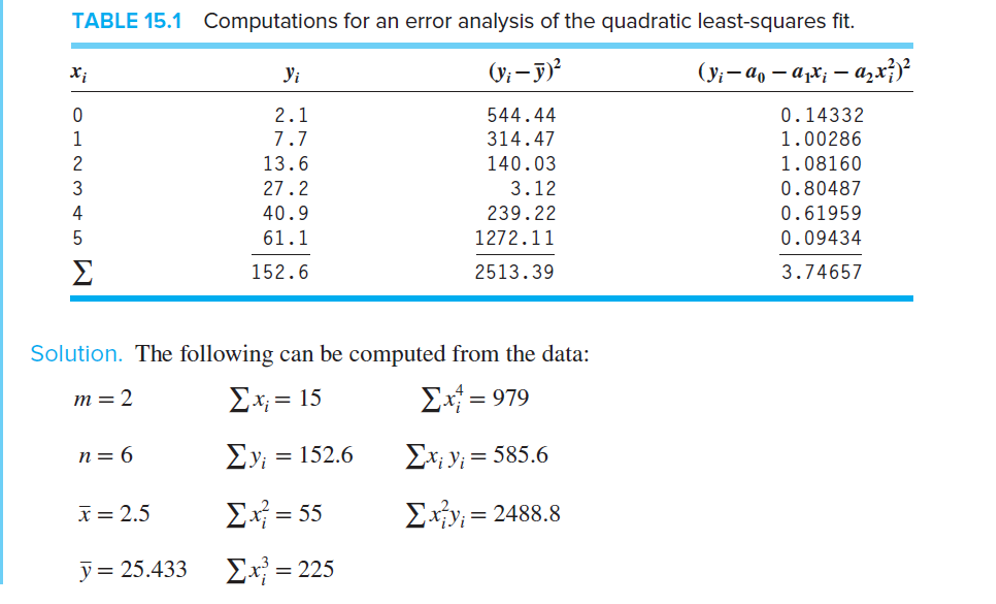 TABLE 15.1 Computations for an error analysis of the quadratic least-squares fit.
xᵢ yᵢ (yᵢ − ȳ)² (yᵢ − a₀ − a₁xᵢ − a₂xᵢ²)²
0 2.1 544.44 0.14332
1 7.7 314.47 1.00286
2 13.6 140.03 1.08160
3 27.2 3.12 0.80487
4 40.9 239.22 0.61959
5 61.1 1272.11 0.09434
Σ 152.6 2513.39 3.74657
Solution. The following can be computed from the data:
m = 2 Σxᵢ = 15 Σxᵢ⁴ = 979
n = 6 Σyᵢ = 152.6 Σxᵢyᵢ = 585.6
x̄ = 2.5 Σxᵢ² = 55 Σxᵢ²yᵢ = 2488.8
ȳ = 25.433 Σxᵢ³ = 225